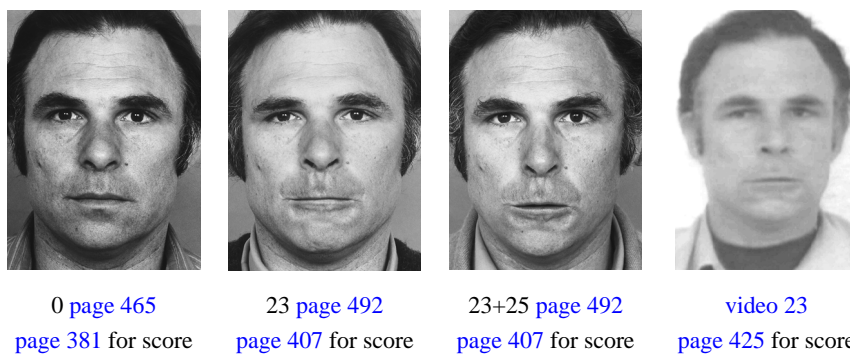 0 page 465
page 381 for score
23 page 492
page 407 for score
23+25 page 492
page 407 for score
video 23
page 425 for score